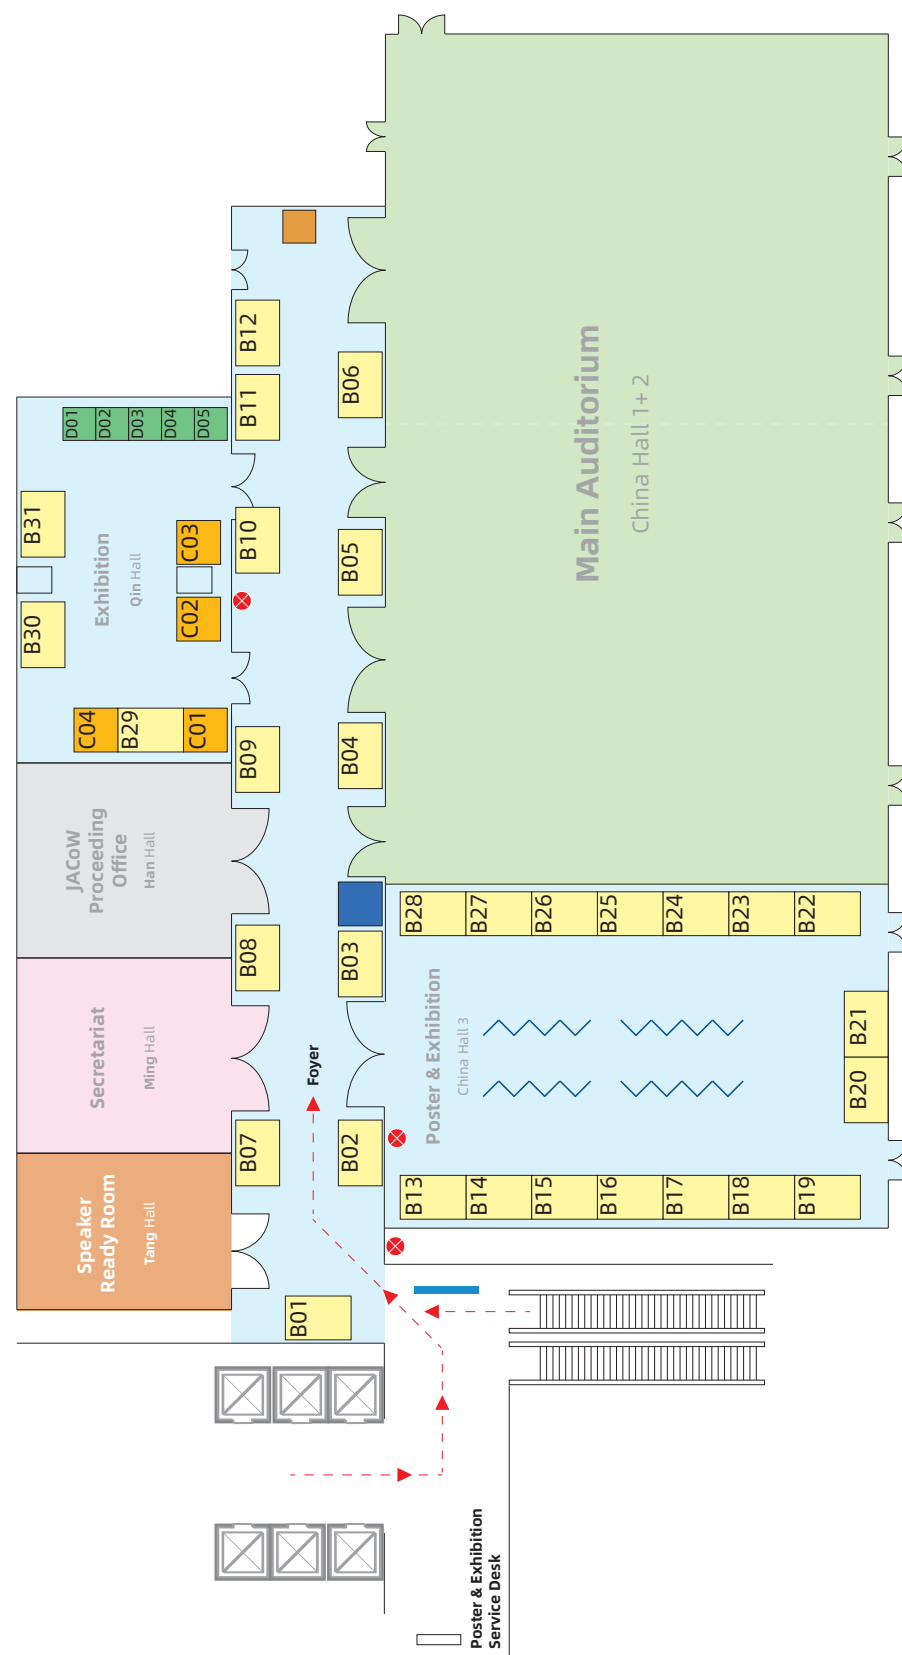 B12
B11
B06
D01
D02
D03
D04
D05
B31
B10
B05
C03
Exhibition
Qin Hall
B30
C02
Main Auditorium
China Hall 1+ 2
C04
B29
C01
B09
B04
JACoW
Proceeding
Office
Han Hall
B08
B03
B28
B27
B26
B25
B24
B23
B22
Secretariat
Ming Hall
Foyer
Poster & Exhibition
China Hall 3
B21
B20
B07
B02
B13
B14
B15
B16
B17
B18
B19
Speaker
Ready Room
Tang Hall
B01
Poster & Exhibition
Service Desk